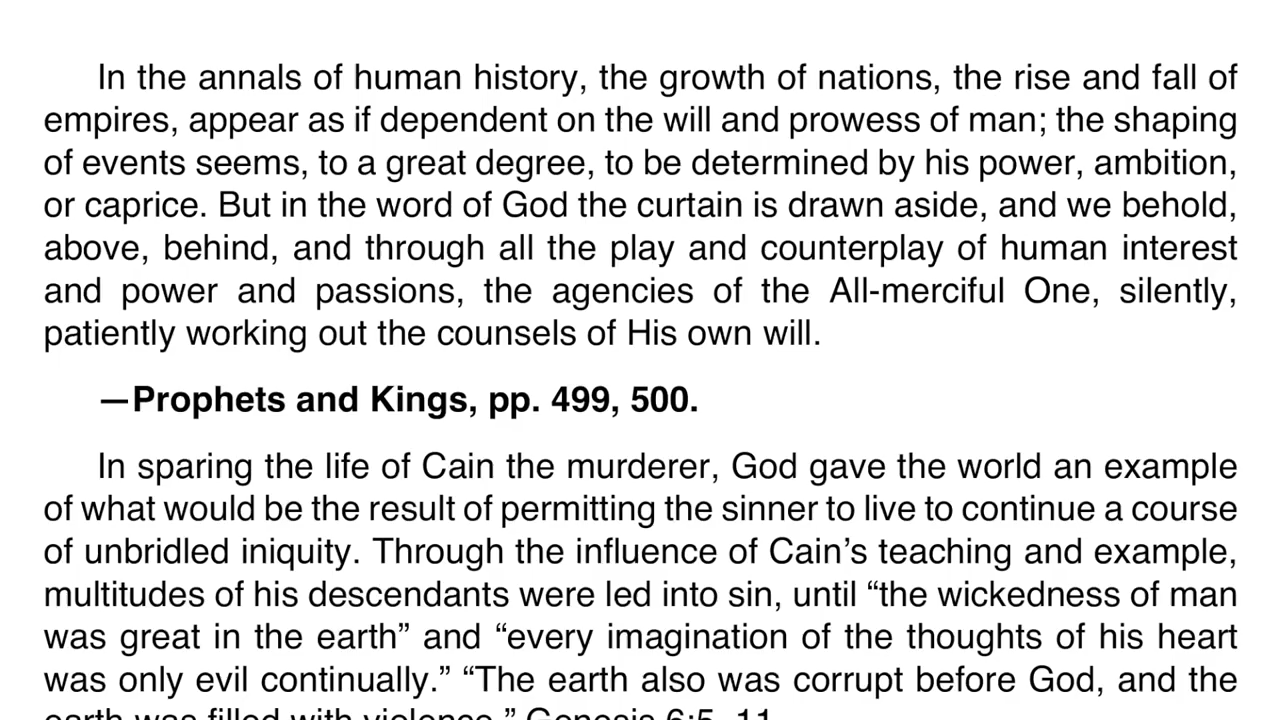 In the annals of human history, the growth of nations, the rise and fall of
empires, appear as if dependent on the will and prowess of man; the shaping
of events seems, to a great degree, to be determined by his power, ambition,
or caprice. But in the word of God the curtain is drawn aside, and we behold,
above, behind, and through all the play and counterplay of human interest
and power and passions, the agencies of the All-merciful One, silently,
patiently working out the counsels of His own will.
—Prophets and Kings, pp. 499, 500.
In sparing the life of Cain the murderer, God gave the world an example
of what would be the result of permitting the sinner to live to continue a course
of unbridled iniquity. Through the influence of Cain’s teaching and example,
multitudes of his descendants were led into sin, until “the wickedness of man
was great in the earth” and “every imagination of the thoughts of his heart
was only evil continually.” “The earth also was corrupt before God, and the
earth was filled with violence.” Genesis 6:5, 11.